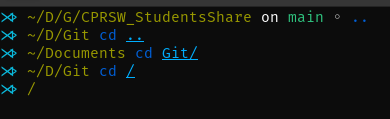 ⋊> ~/D/G/CPRSW_StudentsShare on main ◦ ..
⋊> ~/D/Git cd ..
⋊> ~/Documents cd Git/
⋊> ~/D/Git cd /
⋊> /